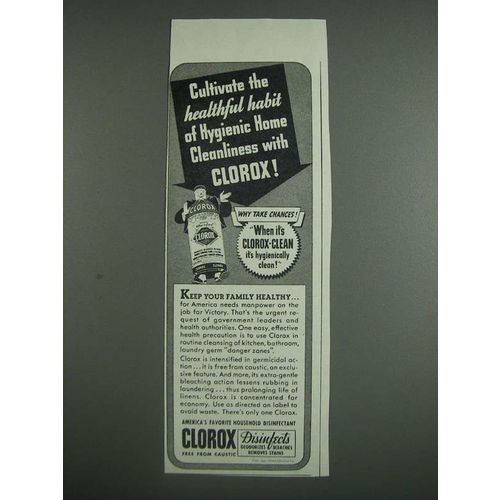 Cultivate the
healthful habit
of Hygienic Home
Cleanliness with
CLOROX!
CLOROX
CLOROX
WHY TAKE CHANCES!
"When it's
CLOROX-CLEAN
it's hygienically
clean!"
KEEP YOUR FAMILY HEALTHY...
for America needs manpower on the
job for Victory. That's the urgent re-
quest of government leaders and
health authorities. One easy, effective
health precaution is to use Clorox in
routine cleansing of kitchen, bathroom,
laundry germ "danger zones".
Clorox is intensified in germicidal ac-
tion... it is free from caustic, an exclu-
sive feature. And more, its extra-gentle
bleaching action lessens rubbing in
laundering ... thus prolonging life of
linens. Clorox is concentrated for
economy. Use as directed on label to
avoid waste. There's only one Clorox.
AMERICA'S FAVORITE HOUSEHOLD DISINFECTANT
CLOROX Disinfects
FREE FROM CAUSTIC
DEODORIZES BLEACHES
REMOVES STAINS